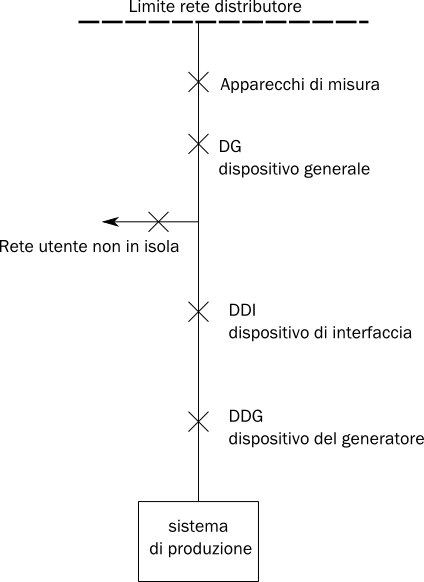 Limite rete distributore
Apparecchi di misura
DG
dispositivo generale
Rete utente non in isola
DDI
dispositivo di interfaccia
DDG
dispositivo del generatore
sistema
di produzione